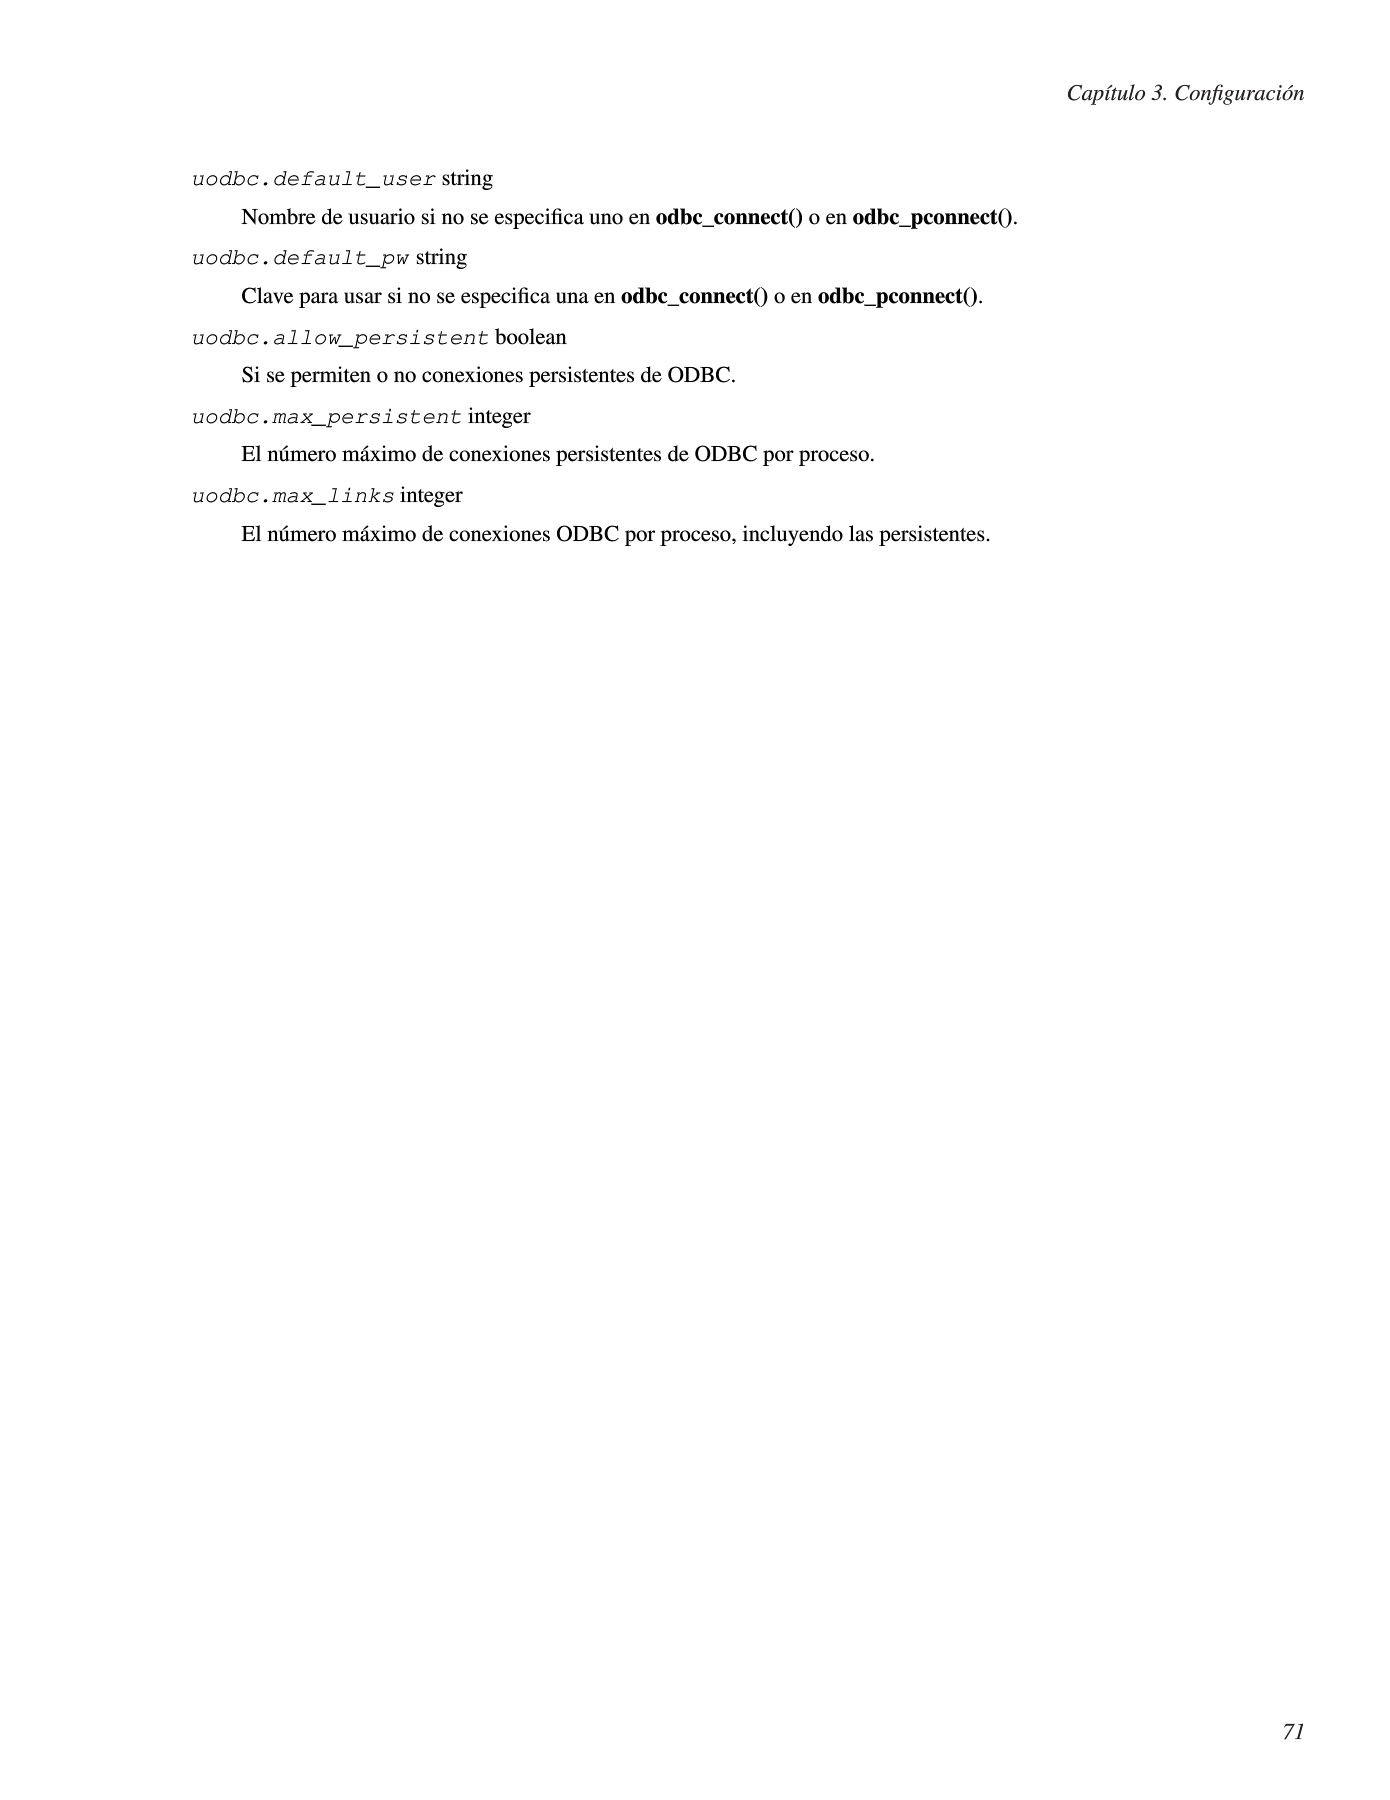 Capítulo 3. Configuración
uodbc.default_user string
Nombre de usuario si no se especifica uno en odbc_connect() o en odbc_pconnect().
uodbc.default_pw string
Clave para usar si no se especifica una en odbc_connect() o en odbc_pconnect().
uodbc.allow_persistent boolean
Si se permiten o no conexiones persistentes de ODBC.
uodbc.max_persistent integer
El número máximo de conexiones persistentes de ODBC por proceso.
uodbc.max_links integer
El número máximo de conexiones ODBC por proceso, incluyendo las persistentes.
71